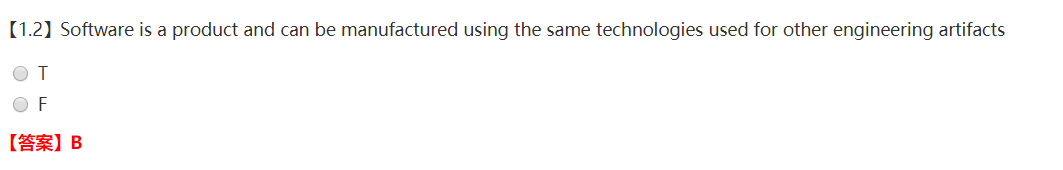 【1.2】Software is a product and can be manufactured using the same technologies used for other engineering artifacts
T
F
【答案】B